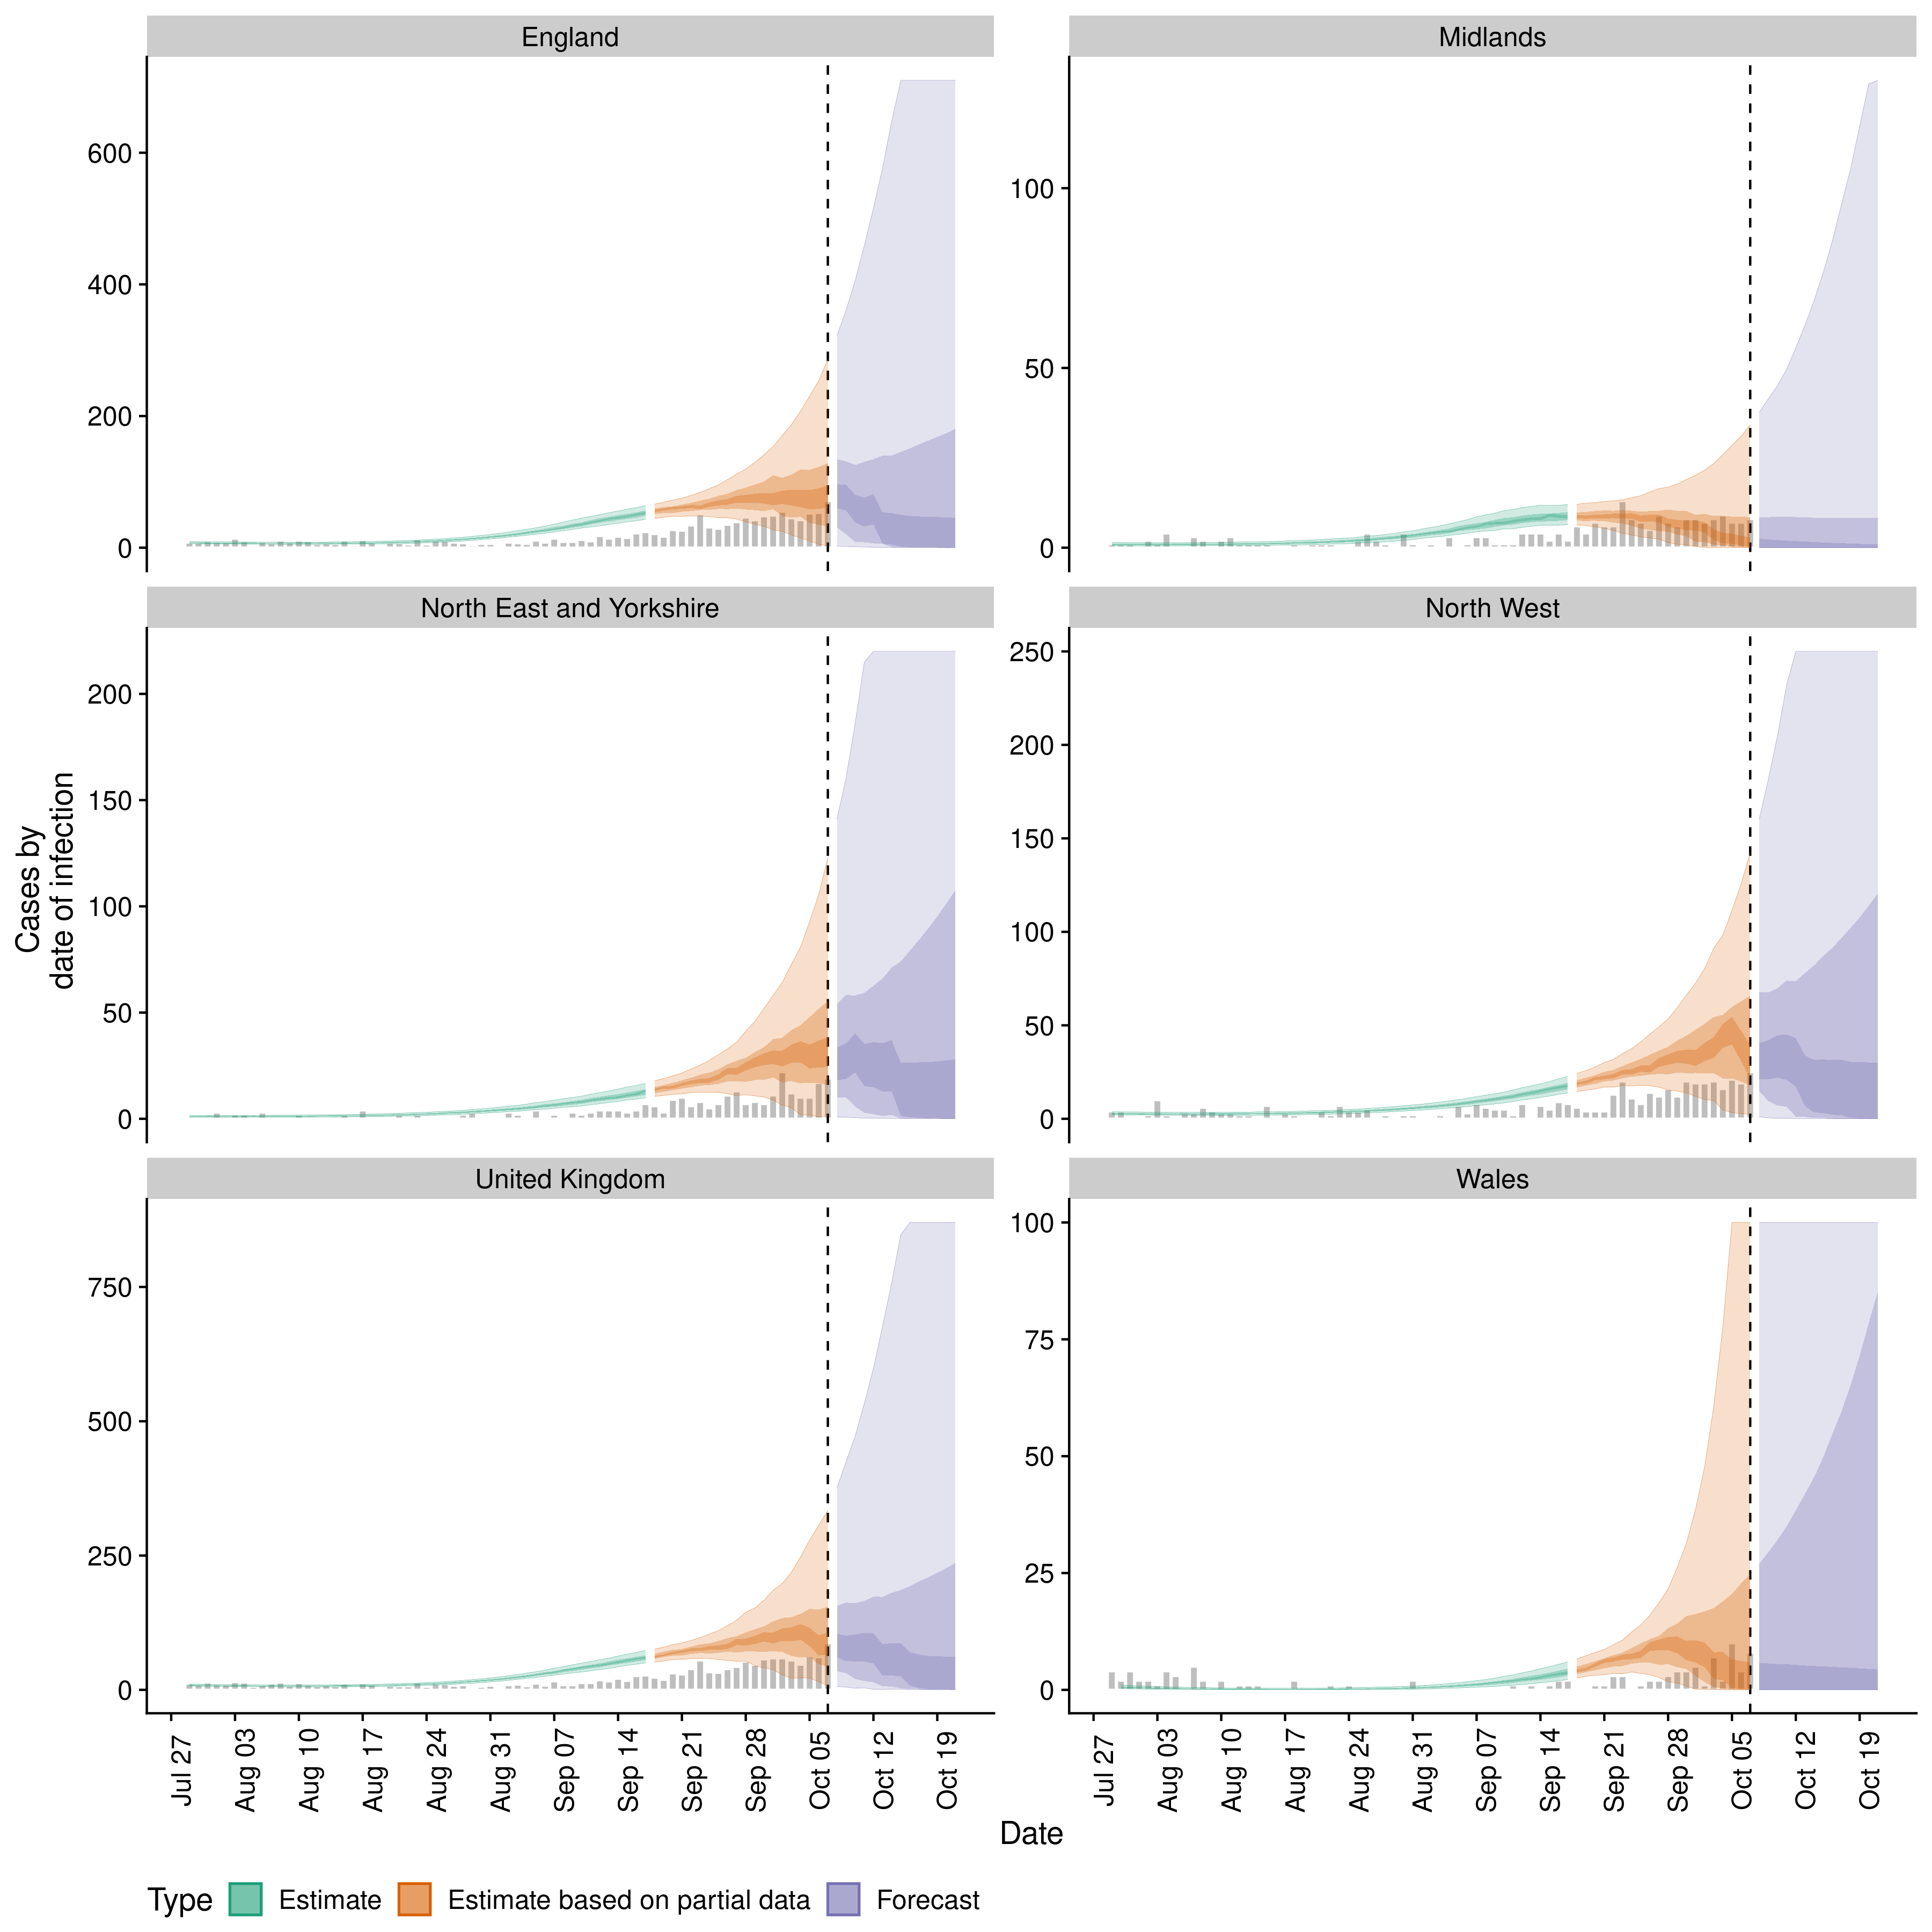 England
Midlands
600
400
200
0
100
50
0
North East and Yorkshire
North West
200
150
100
50
0
250
200
150
100
50
0
United Kingdom
Wales
750
500
250
0
100
75
50
25
0
Cases by
date of infection
Jul 27
Aug 03
Aug 10
Aug 17
Aug 24
Aug 31
Sep 07
Sep 14
Sep 21
Sep 28
Oct 05
Oct 12
Oct 19
Jul 27
Aug 03
Aug 10
Aug 17
Aug 24
Aug 31
Sep 07
Sep 14
Sep 21
Sep 28
Oct 05
Oct 12
Oct 19
Date
Type Estimate Estimate based on partial data Forecast